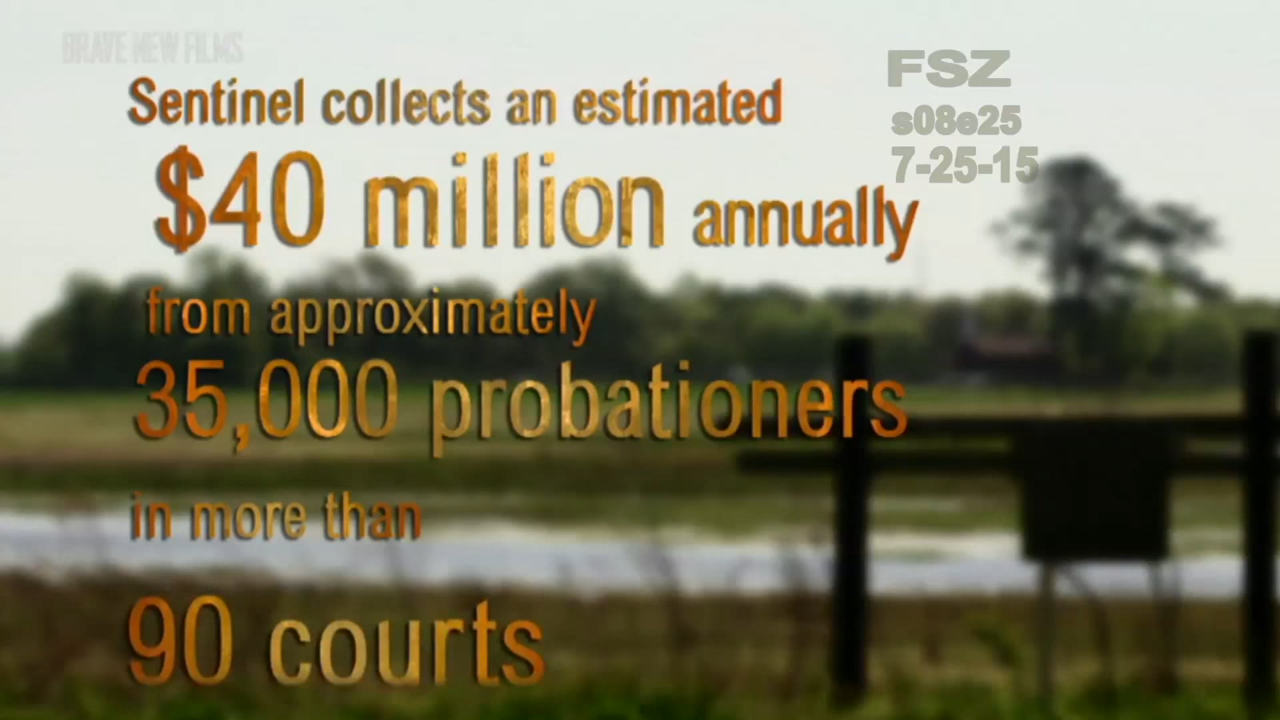 BRAVE NEW FILMS
FSZ
s08e25
7-25-15
Sentinel collects an estimated
$40 million annually
from approximately
35,000 probationers
in more than
90 courts